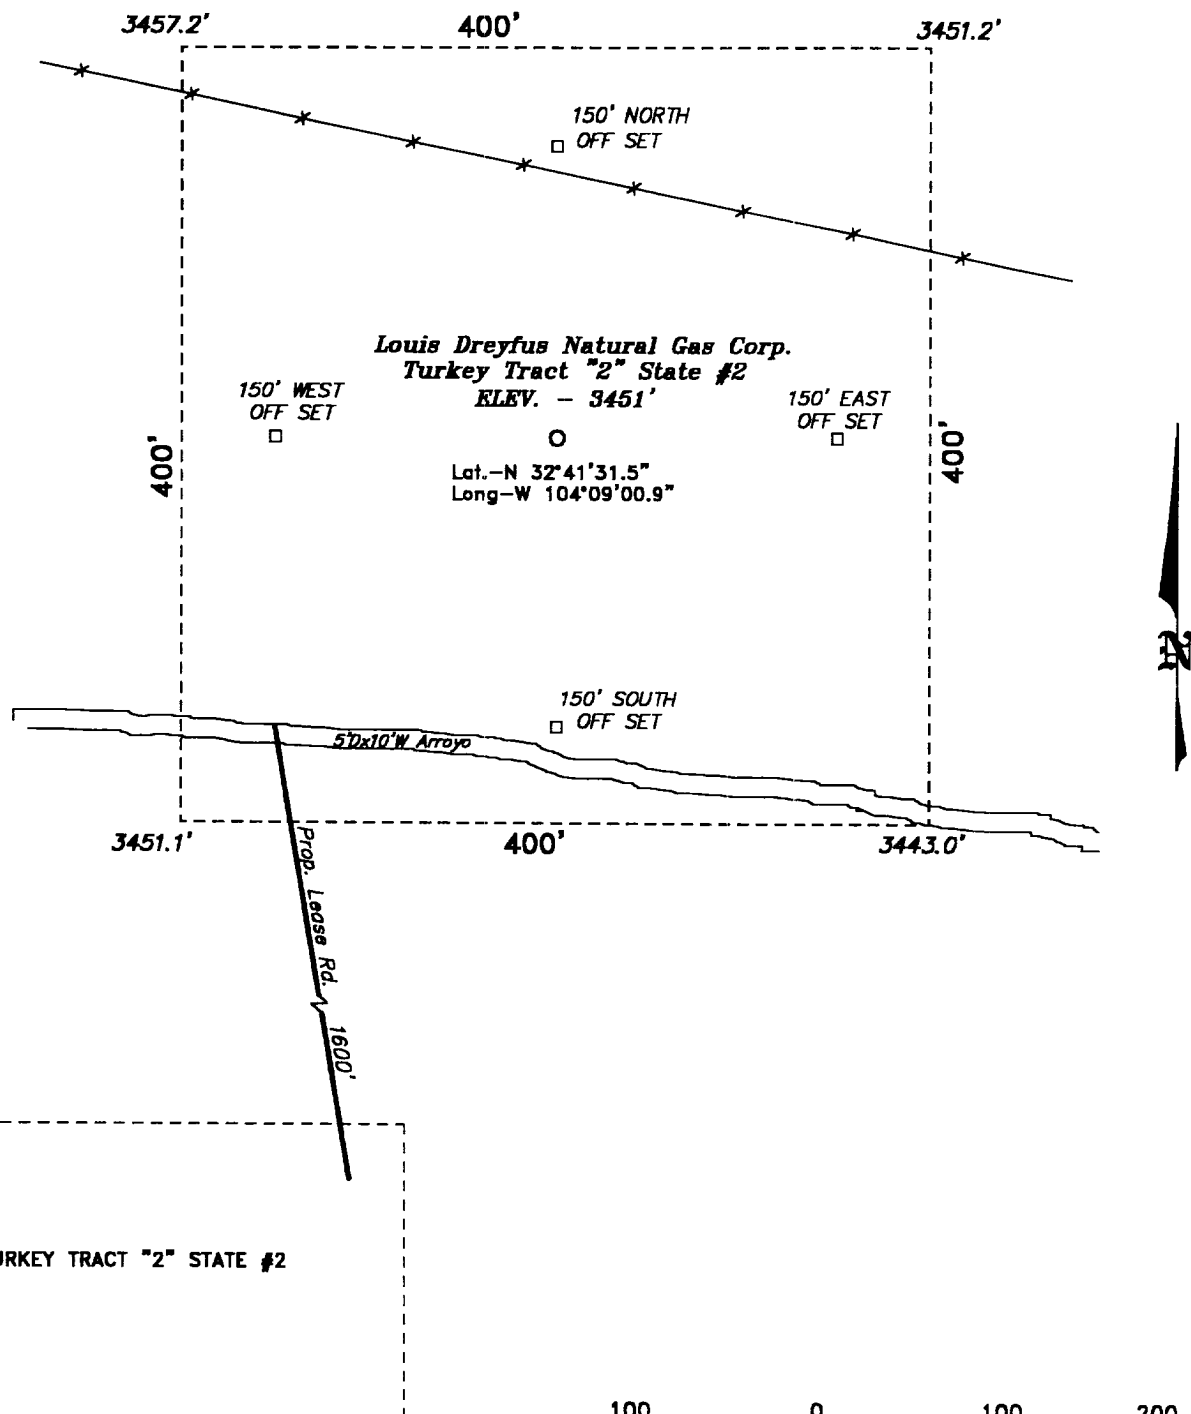 3457.2' 400' 3451.2'
150' NORTH
OFF SET
Louis Dreyfus Natural Gas Corp.
Turkey Tract "2" State #2
ELEV. - 3451'
150' WEST
OFF SET
150' EAST
OFF SET
400'
400'
Lat.-N 32°41'31.5"
Long-W 104°09'00.9"
N
150' SOUTH
OFF SET
5'Dx10'W Arroyo
3451.1' 400' 3443.0'
Prop. Lease Rd. 1600'
URKEY TRACT "2" STATE #2
100 0 100 200